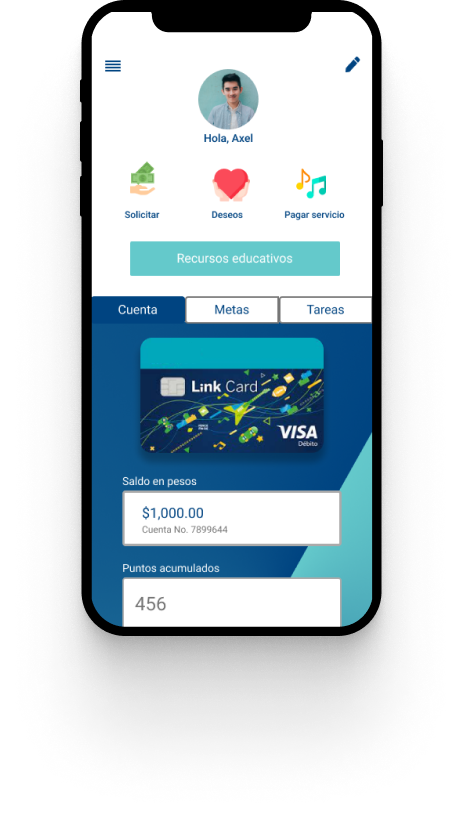 Hola, Axel
Solicitar
Deseos
Pagar servicio
Recursos educativos
Cuenta
Metas
Tareas
Link Card
VISA
Débito
Saldo en pesos
$1,000.00
Cuenta No. 7899644
Puntos acumulados
456